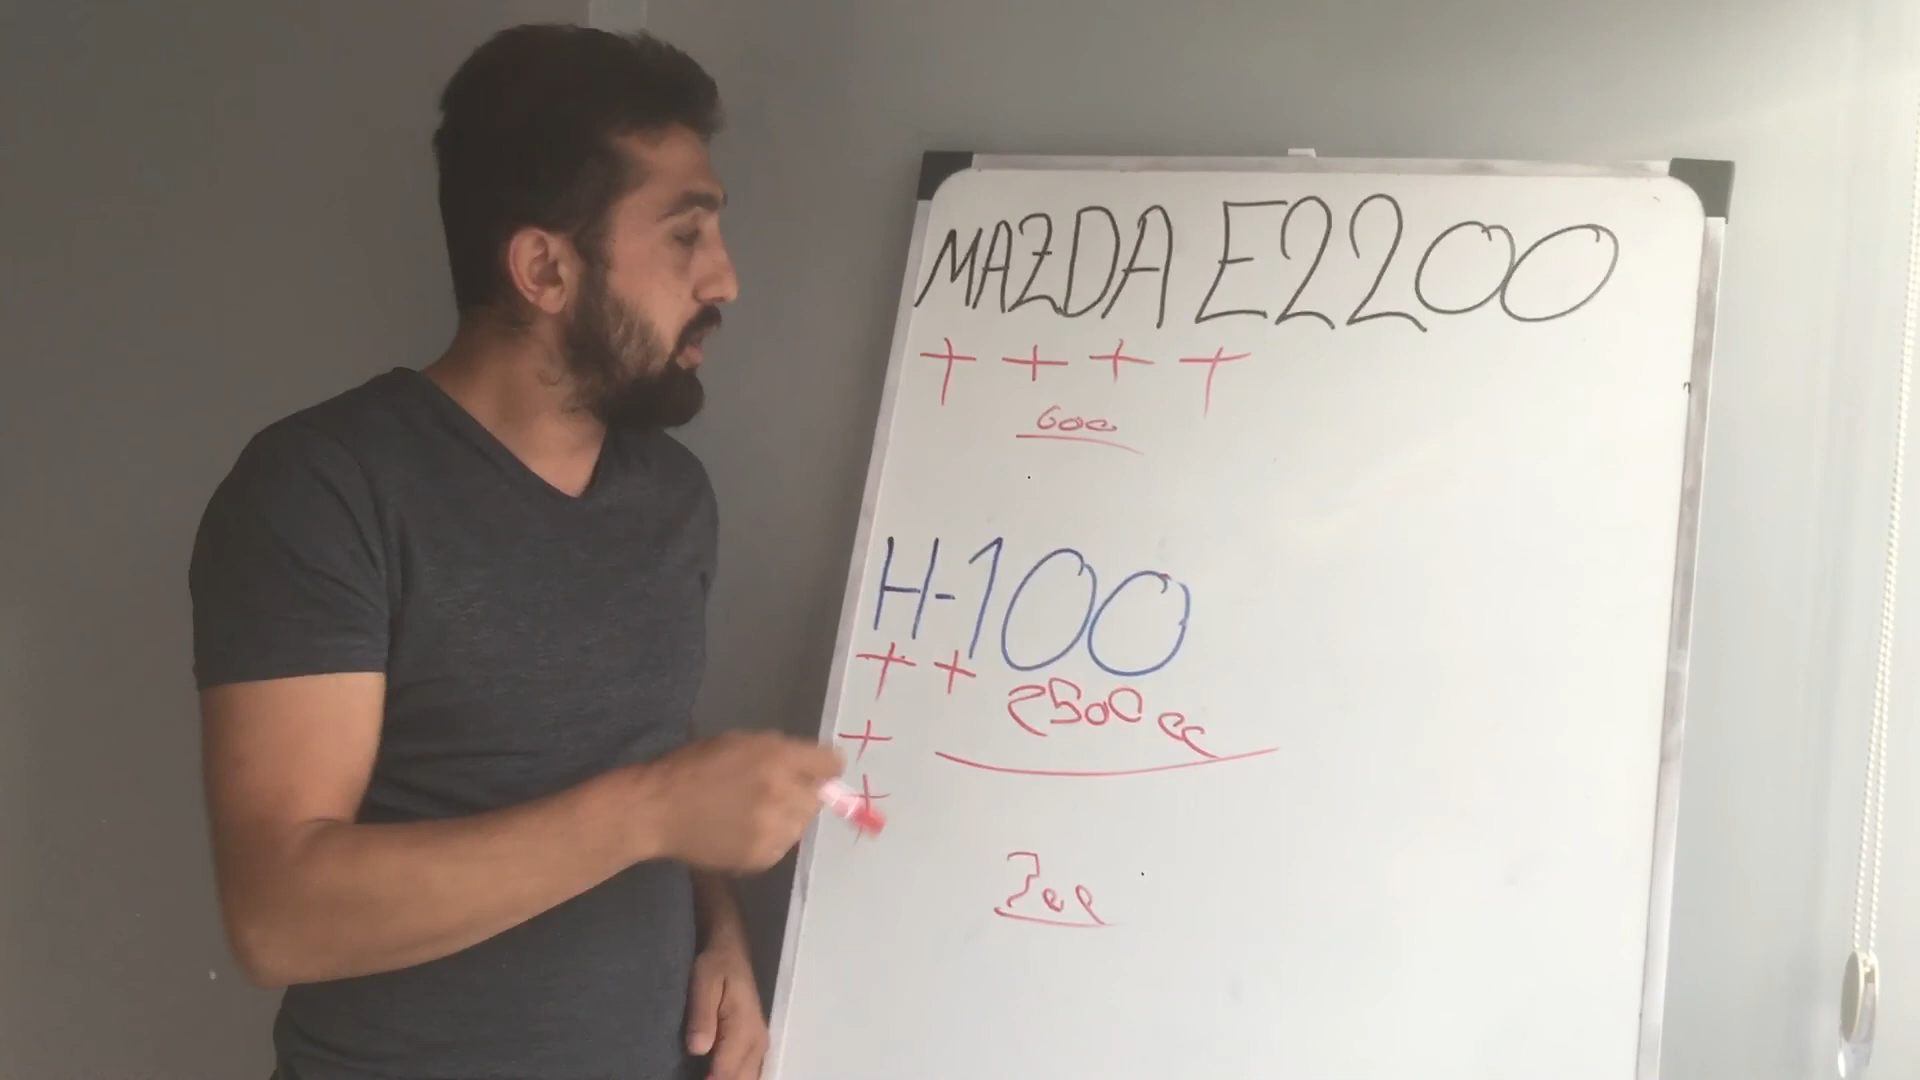 MAZDA E2200
+ + + +
600
H-100
+ +
2500 cc
+
+